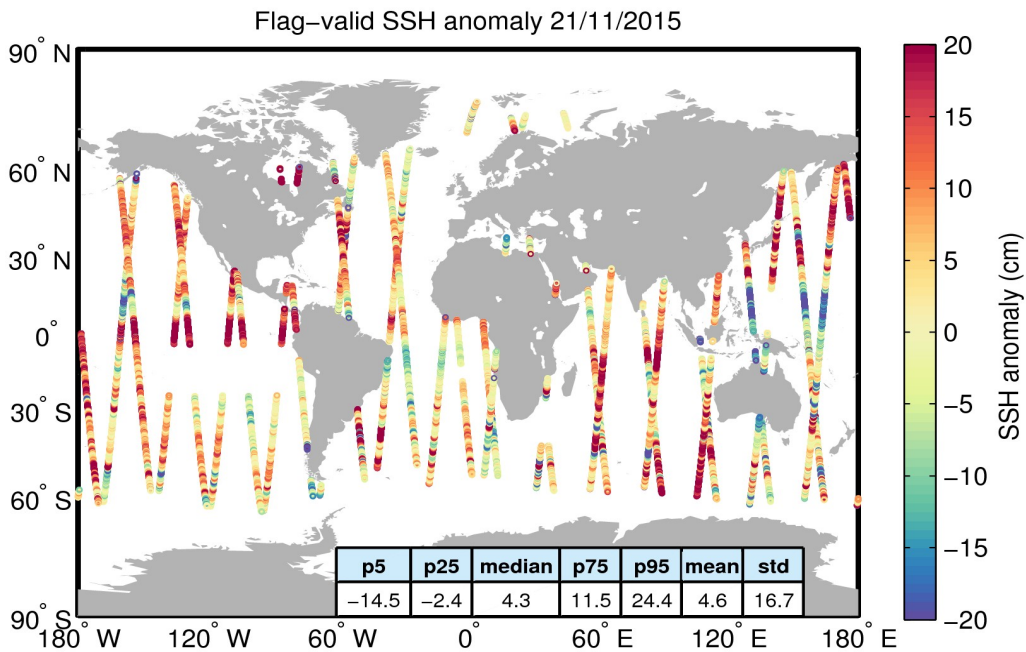 Flag−valid SSH anomaly 21/11/2015
90° N
60° N
30° N
0°
30° S
60° S
90° S
180° W
120° W
60° W
0°
60° E
120° E
180° E
p5 p25 median p75 p95 mean std
−14.5 −2.4 4.3 11.5 24.4 4.6 16.7
20
15
10
5
0
−5
−10
−15
−20
SSH anomaly (cm)